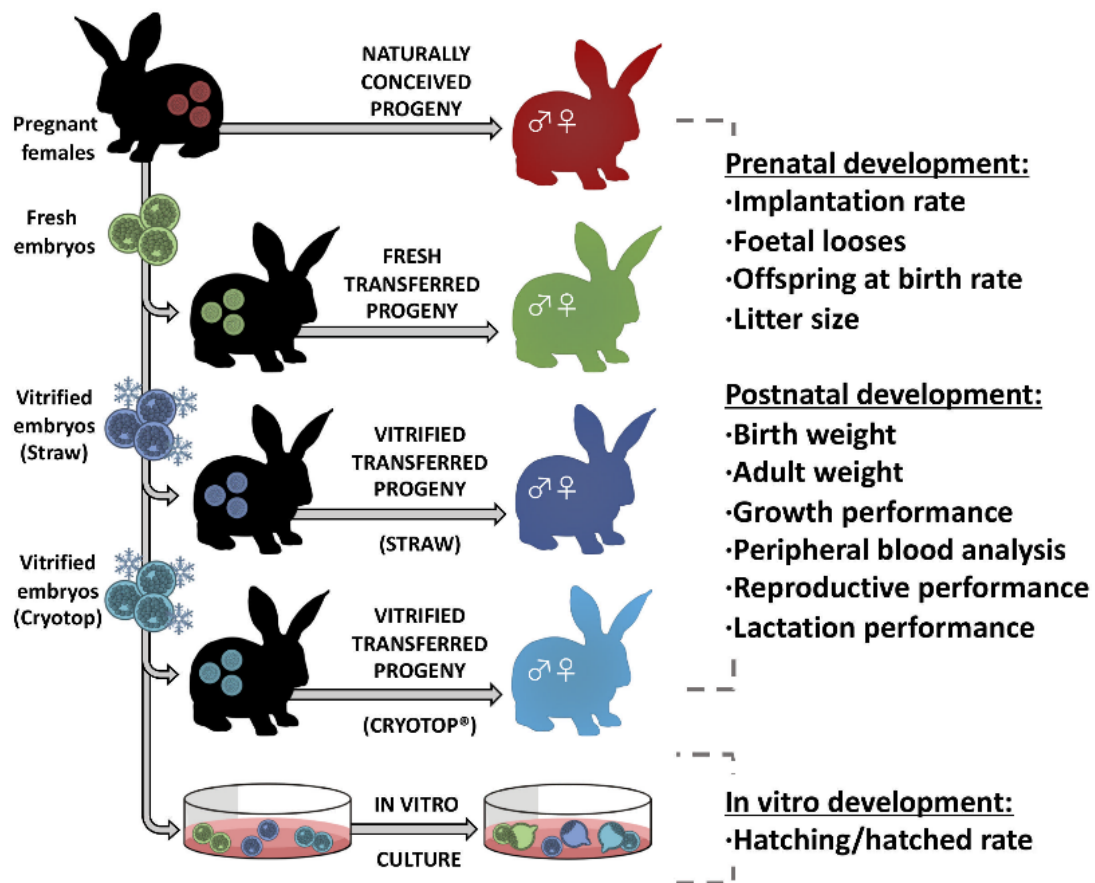 NATURALLY
CONCEIVED
PROGENY
Pregnant
females
♂♀
Fresh
embryos
FRESH
TRANSFERRED
PROGENY
♂♀
Vitrified
embryos
(Straw)
VITRIFIED
TRANSFERRED
PROGENY
(STRAW)
♂♀
Vitrified
embryos
(Cryotop)
VITRIFIED
TRANSFERRED
PROGENY
(CRYOTOP®)
♂♀
IN VITRO
CULTURE
Prenatal development:
·Implantation rate
·Foetal looses
·Offspring at birth rate
·Litter size
Postnatal development:
·Birth weight
·Adult weight
·Growth performance
·Peripheral blood analysis
·Reproductive performance
·Lactation performance
In vitro development:
·Hatching/hatched rate